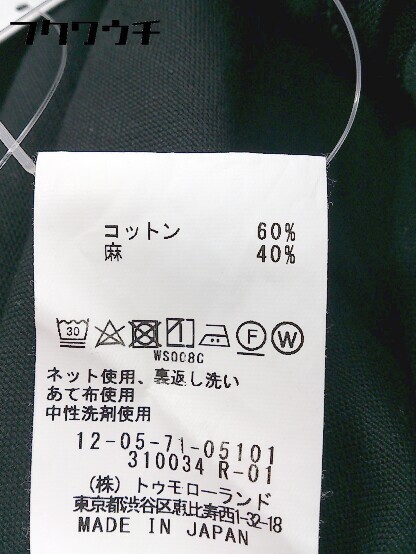 フクワウチ
コットン 60%
麻 40%
30 F W
WS008C
ネット使用、裏返し洗い
あて布使用
中性洗剤使用
12-05-71-05101
310034 R-01
(株)トゥモローランド
東京都渋谷区恵比寿西1-32-18
MADE IN JAPAN